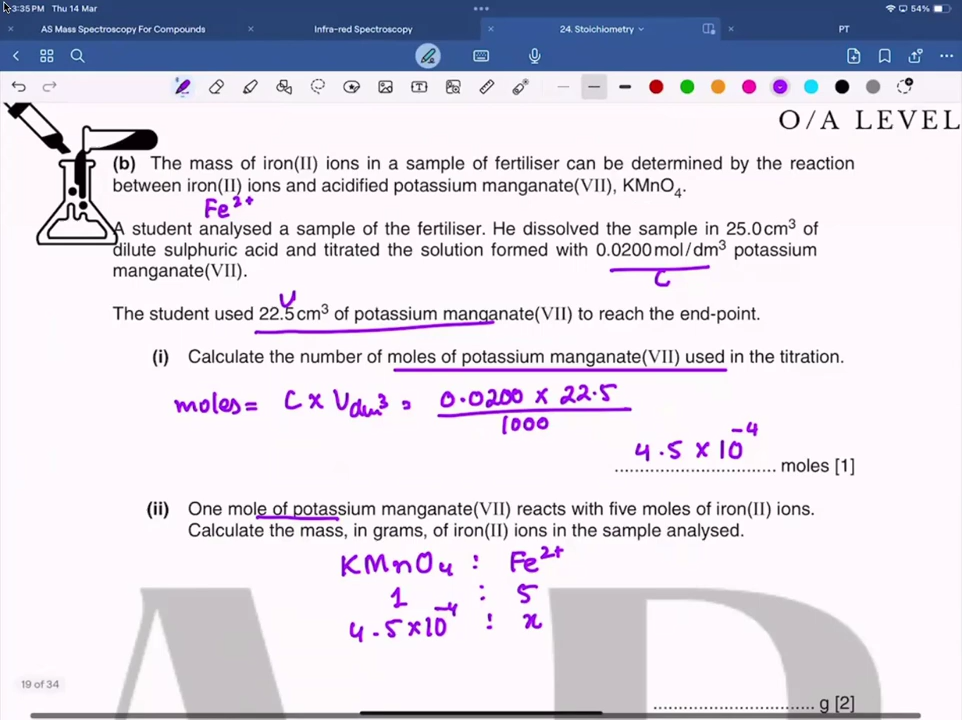 3:35PM Thu 14 Mar
54%
AS Mass Spectroscopy For Compounds
Infra-red Spectroscopy
24. Stoichiometry
PT
O/A LEVEL
(b) The mass of iron(II) ions in a sample of fertiliser can be determined by the reaction
between iron(II) ions and acidified potassium manganate(VII), KMnO₄.
Fe²⁺
A student analysed a sample of the fertiliser. He dissolved the sample in 25.0 cm³ of
dilute sulphuric acid and titrated the solution formed with 0.0200 mol/dm³ potassium
C
manganate(VII).
V
The student used 22.5 cm³ of potassium manganate(VII) to reach the end-point.
(i) Calculate the number of moles of potassium manganate(VII) used in the titration.
moles = C × V dm³ = 0.0200 × 22.5
1000
4.5 × 10⁻⁴
.............................. moles [1]
(ii) One mole of potassium manganate(VII) reacts with five moles of iron(II) ions.
Calculate the mass, in grams, of iron(II) ions in the sample analysed.
KMnO₄ : Fe²⁺
1 : 5
4.5×10⁻⁴ : x
19 of 34
.............................. g [2]